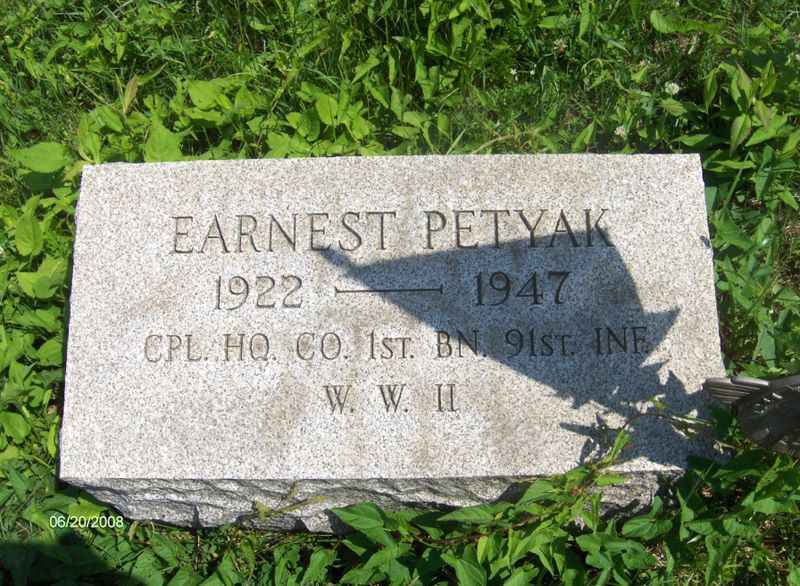 EARNEST PETYAK
1922 — 1947
CPL. HQ. CO. 1ST. BN. 91ST. INF.
W. W. II
06/20/2008